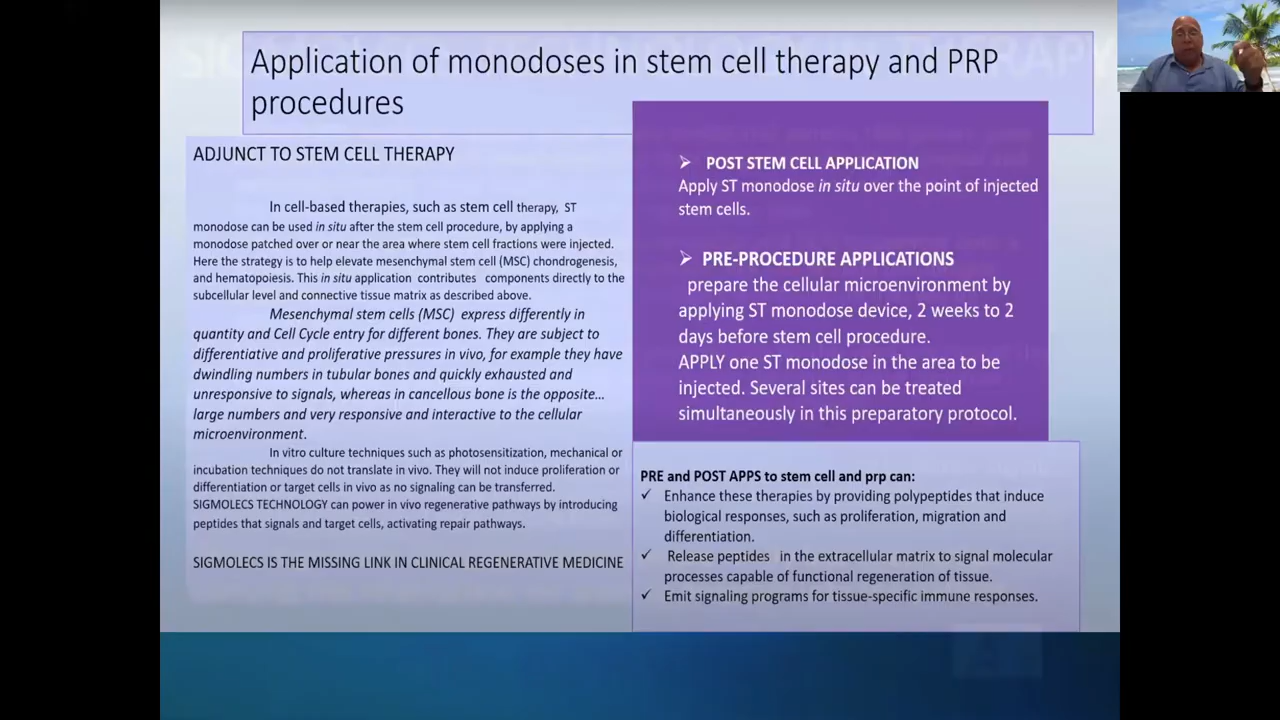 Application of monodoses in stem cell therapy and PRP
procedures
ADJUNCT TO STEM CELL THERAPY
In cell-based therapies, such as stem cell therapy, ST
monodose can be used in situ after the stem cell procedure, by applying a
monodose patched over or near the area where stem cell fractions were injected.
Here the strategy is to help elevate mesenchymal stem cell (MSC) chondrogenesis,
and hematopoiesis. This in situ application contributes components directly to the
subcellular level and connective tissue matrix as described above.
Mesenchymal stem cells (MSC) express differently in
quantity and Cell Cycle entry for different bones. They are subject to
differentiative and proliferative pressures in vivo, for example they have
dwindling numbers in tubular bones and quickly exhausted and
unresponsive to signals, whereas in cancellous bone is the opposite...
large numbers and very responsive and interactive to the cellular
microenvironment.
In vitro culture techniques such as photosensitization, mechanical or
incubation techniques do not translate in vivo. They will not induce proliferation or
differentiation or target cells in vivo as no signaling can be transferred.
SIGMOLECS TECHNOLOGY can power in vivo regenerative pathways by introducing
peptides that signals and target cells, activating repair pathways.
SIGMOLECS IS THE MISSING LINK IN CLINICAL REGENERATIVE MEDICINE
➢ POST STEM CELL APPLICATION
Apply ST monodose in situ over the point of injected
stem cells.
➢ PRE-PROCEDURE APPLICATIONS
prepare the cellular microenvironment by
applying ST monodose device, 2 weeks to 2
days before stem cell procedure.
APPLY one ST monodose in the area to be
injected. Several sites can be treated
simultaneously in this preparatory protocol.
PRE and POST APPS to stem cell and prp can:
✓ Enhance these therapies by providing polypeptides that induce
biological responses, such as proliferation, migration and
differentiation.
✓ Release peptides in the extracellular matrix to signal molecular
processes capable of functional regeneration of tissue.
✓ Emit signaling programs for tissue-specific immune responses.